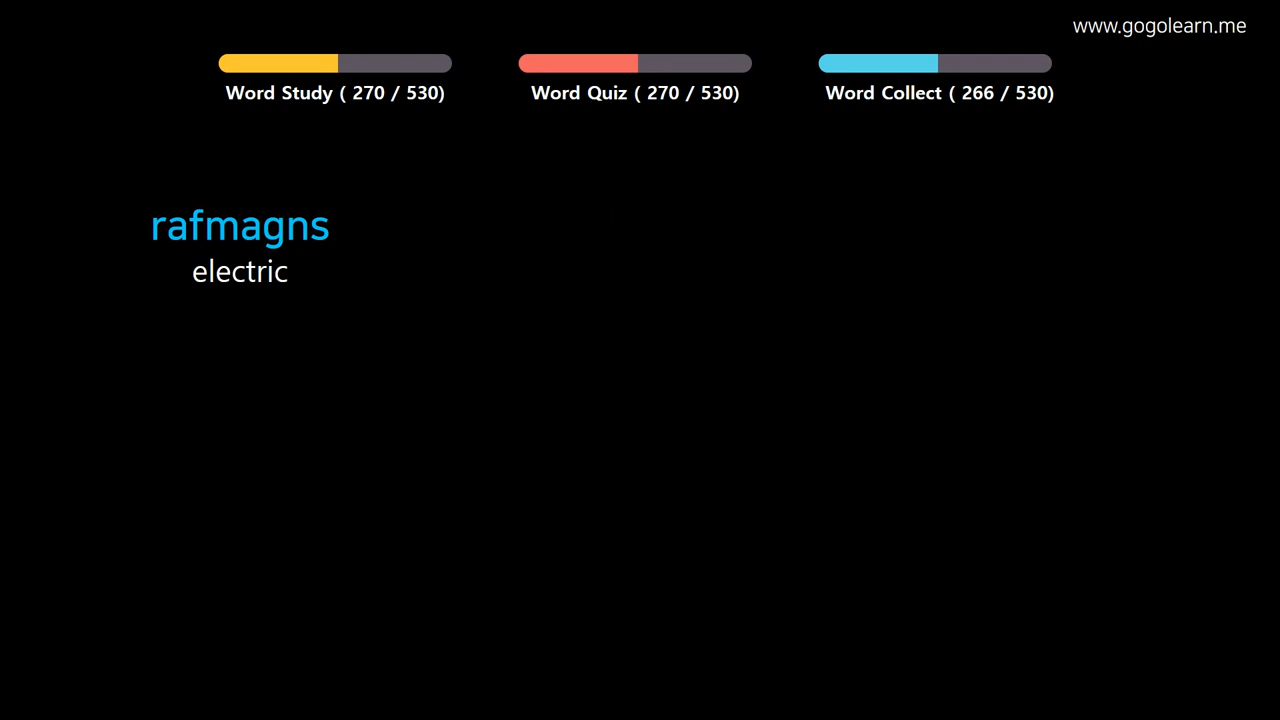 www.gogolearn.me
Word Study ( 270 / 530)
Word Quiz ( 270 / 530)
Word Collect ( 266 / 530)
rafmagns
electric